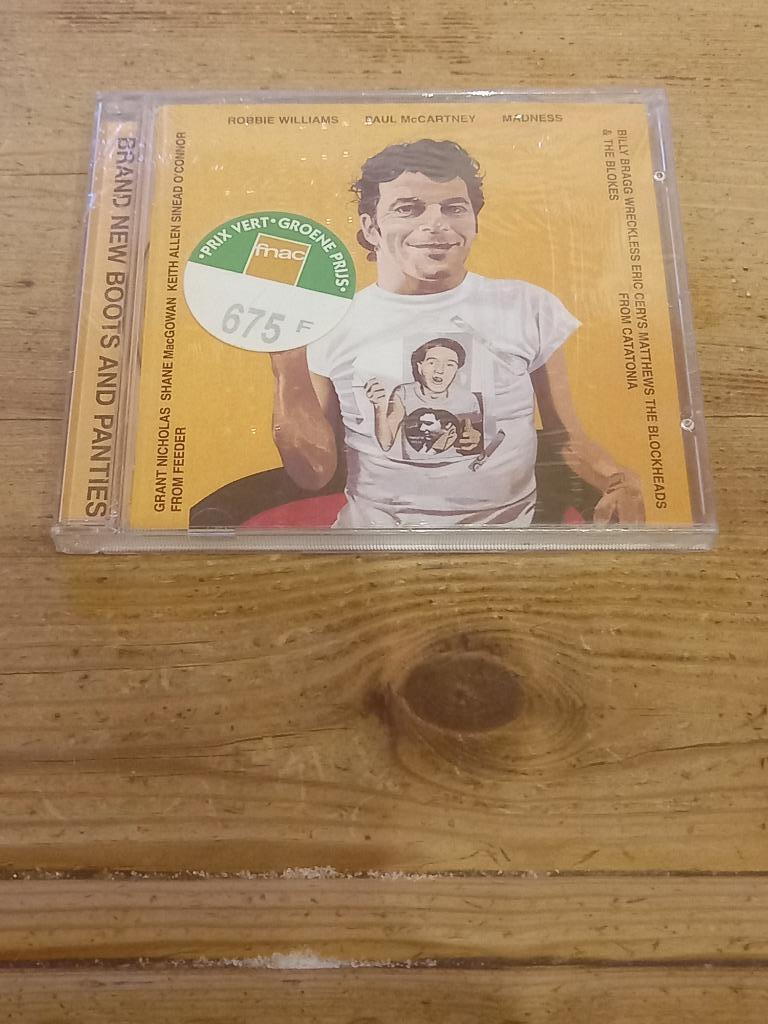 ROBBIE WILLIAMS PAUL McCARTNEY MADNESS
BRAND NEW BOOTS AND PANTIES
GRANT NICHOLAS SHANE MacGOWAN KEITH ALLEN SINEAD O'CONNOR
FROM FEEDER
•PRIX VERT•GROENE PRIJS•
fnac
675 F
BILLY BRAGG WRECKLESS ERIC CERYS MATTHEWS THE BLOCKHEADS
& THE BLOKES FROM CATATONIA